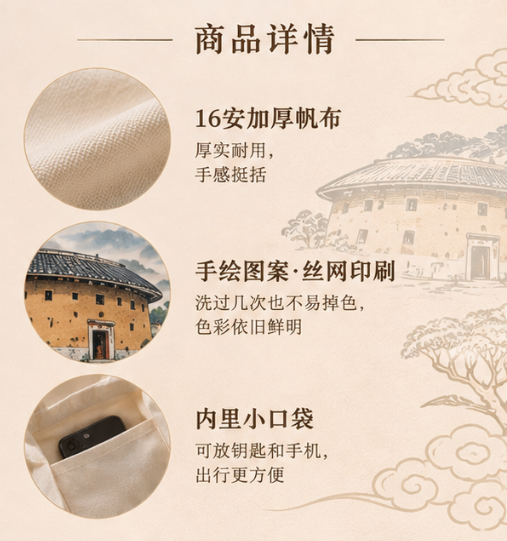 商品详情
16安加厚帆布
厚实耐用，
手感挺括
手绘图案·丝网印刷
洗过几次也不易掉色，
色彩依旧鲜明
内里小口袋
可放钥匙和手机，
出行更方便